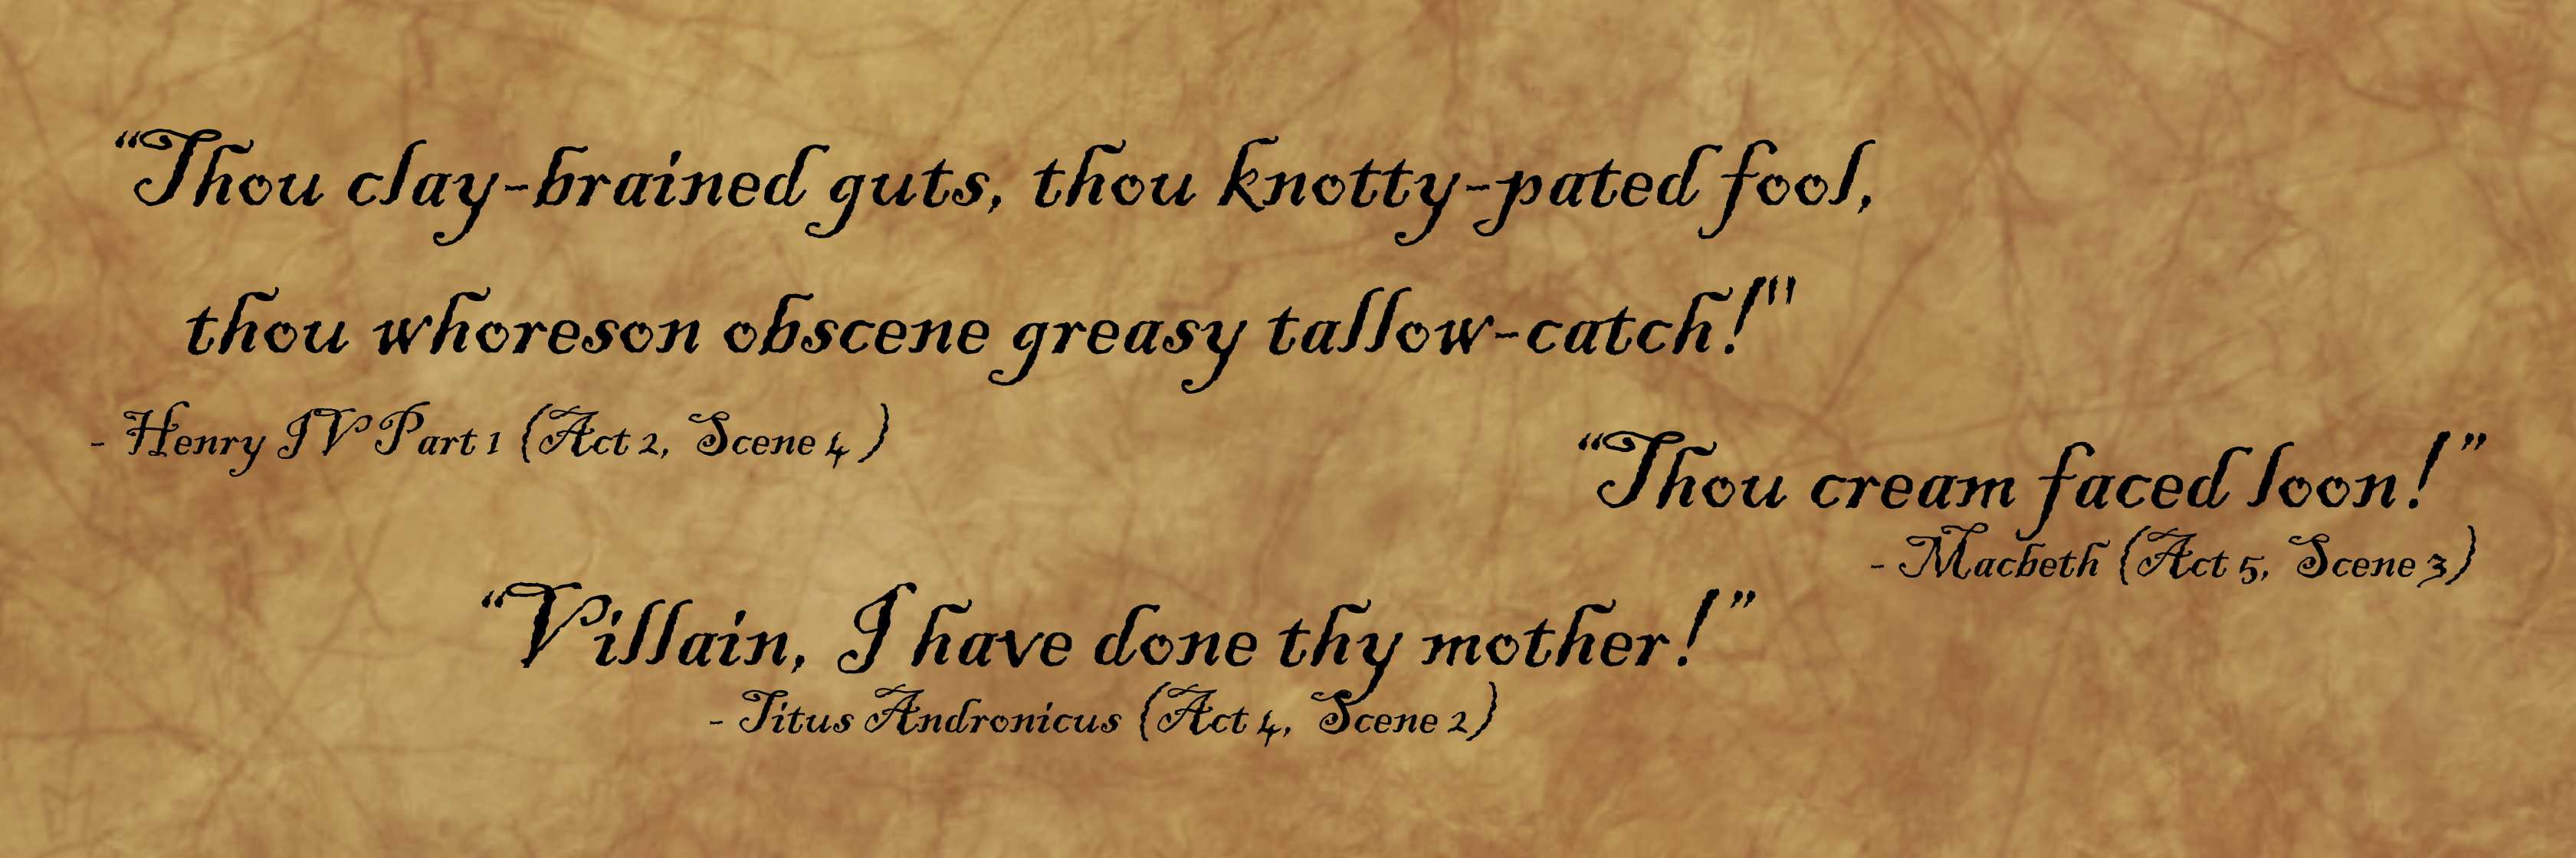 “Thou clay-brained guts, thou knotty-pated fool,
thou whoreson obscene greasy tallow-catch!"
- Henry IV Part 1 (Act 2, Scene 4 )
“Thou cream faced loon!”
- Macbeth (Act 5, Scene 3)
“Villain, I have done thy mother!”
- Titus Andronicus (Act 4, Scene 2)